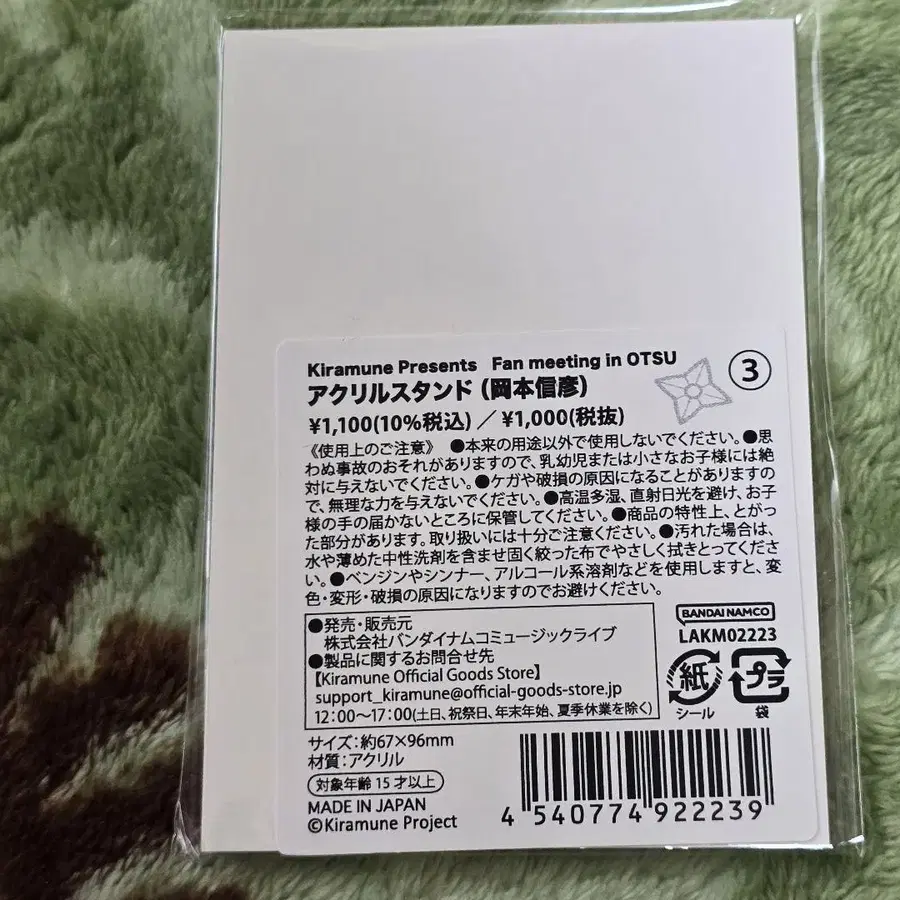 Kiramune Presents Fan meeting in OTSU
アクリルスタンド(岡本信彦)
③
¥1,100(10%税込)/¥1,000(税抜)
《使用上のご注意》 ●本来の用途以外で使用しないでください。●思
わぬ事故のおそれがありますので、乳幼児または小さなお子様には絶
対に与えないでください。●ケガや破損の原因になることがありますの
で、無理な力を与えないでください。●高温多湿、直射日光を避け、お子
様の手の届かないところに保管してください。●商品の特性上、とがっ
た部分があります。取り扱いには十分ご注意ください。●汚れた場合は、
水や薄めた中性洗剤を含ませ固く絞った布でやさしく拭きとってくださ
い。●ベンジンやシンナー、アルコール系溶剤などを使用しますと、変
色・変形・破損の原因になりますのでお避けください。
●発売・販売元
株式会社バンダイナムコミュージックライブ
●製品に関するお問合せ先
【Kiramune Official Goods Store】
support_kiramune@official-goods-store.jp
12:00〜17:00(土日、祝祭日、年末年始、夏季休業を除く)
BANDAI NAMCO
LAKM02223
紙
シール
プラ
袋
サイズ:約67×96mm
材質:アクリル
対象年齢15才以上
MADE IN JAPAN
©Kiramune Project
4 540774 922239